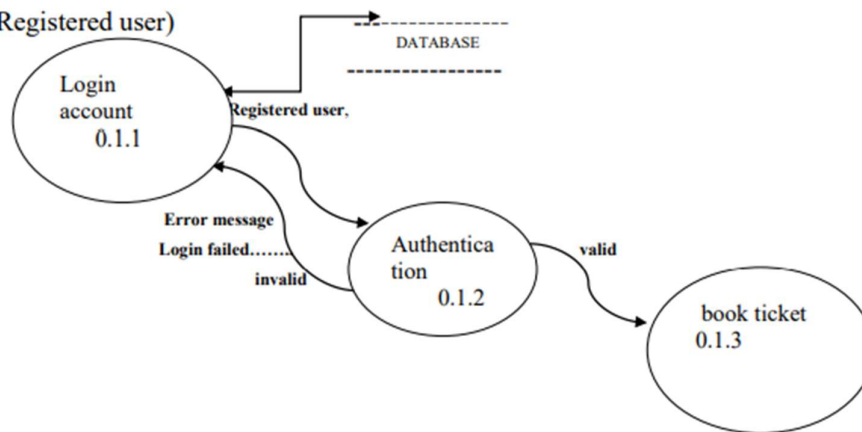 Registered user)
DATABASE
Login
account
0.1.1
Registered user,
Error message
Login failed.......
invalid
Authentica
tion
0.1.2
valid
book ticket
0.1.3